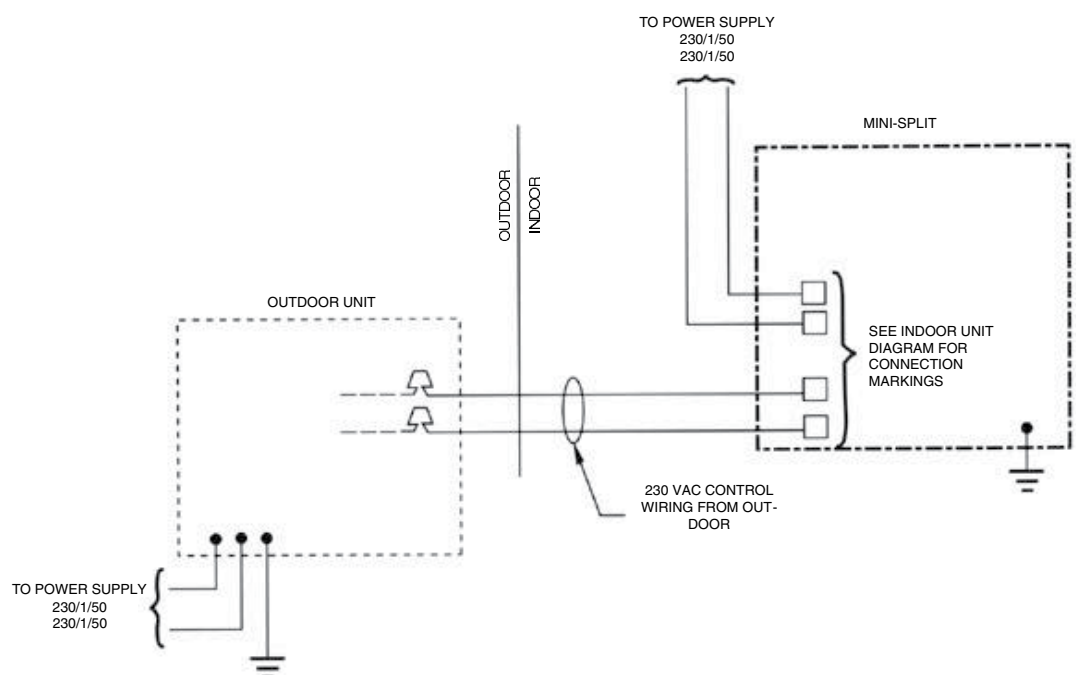 TO POWER SUPPLY
230/1/50
230/1/50
MINI-SPLIT
OUTDOOR
INDOOR
OUTDOOR UNIT
SEE INDOOR UNIT
DIAGRAM FOR
CONNECTION
MARKINGS
230 VAC CONTROL
WIRING FROM OUT-
DOOR
TO POWER SUPPLY
230/1/50
230/1/50